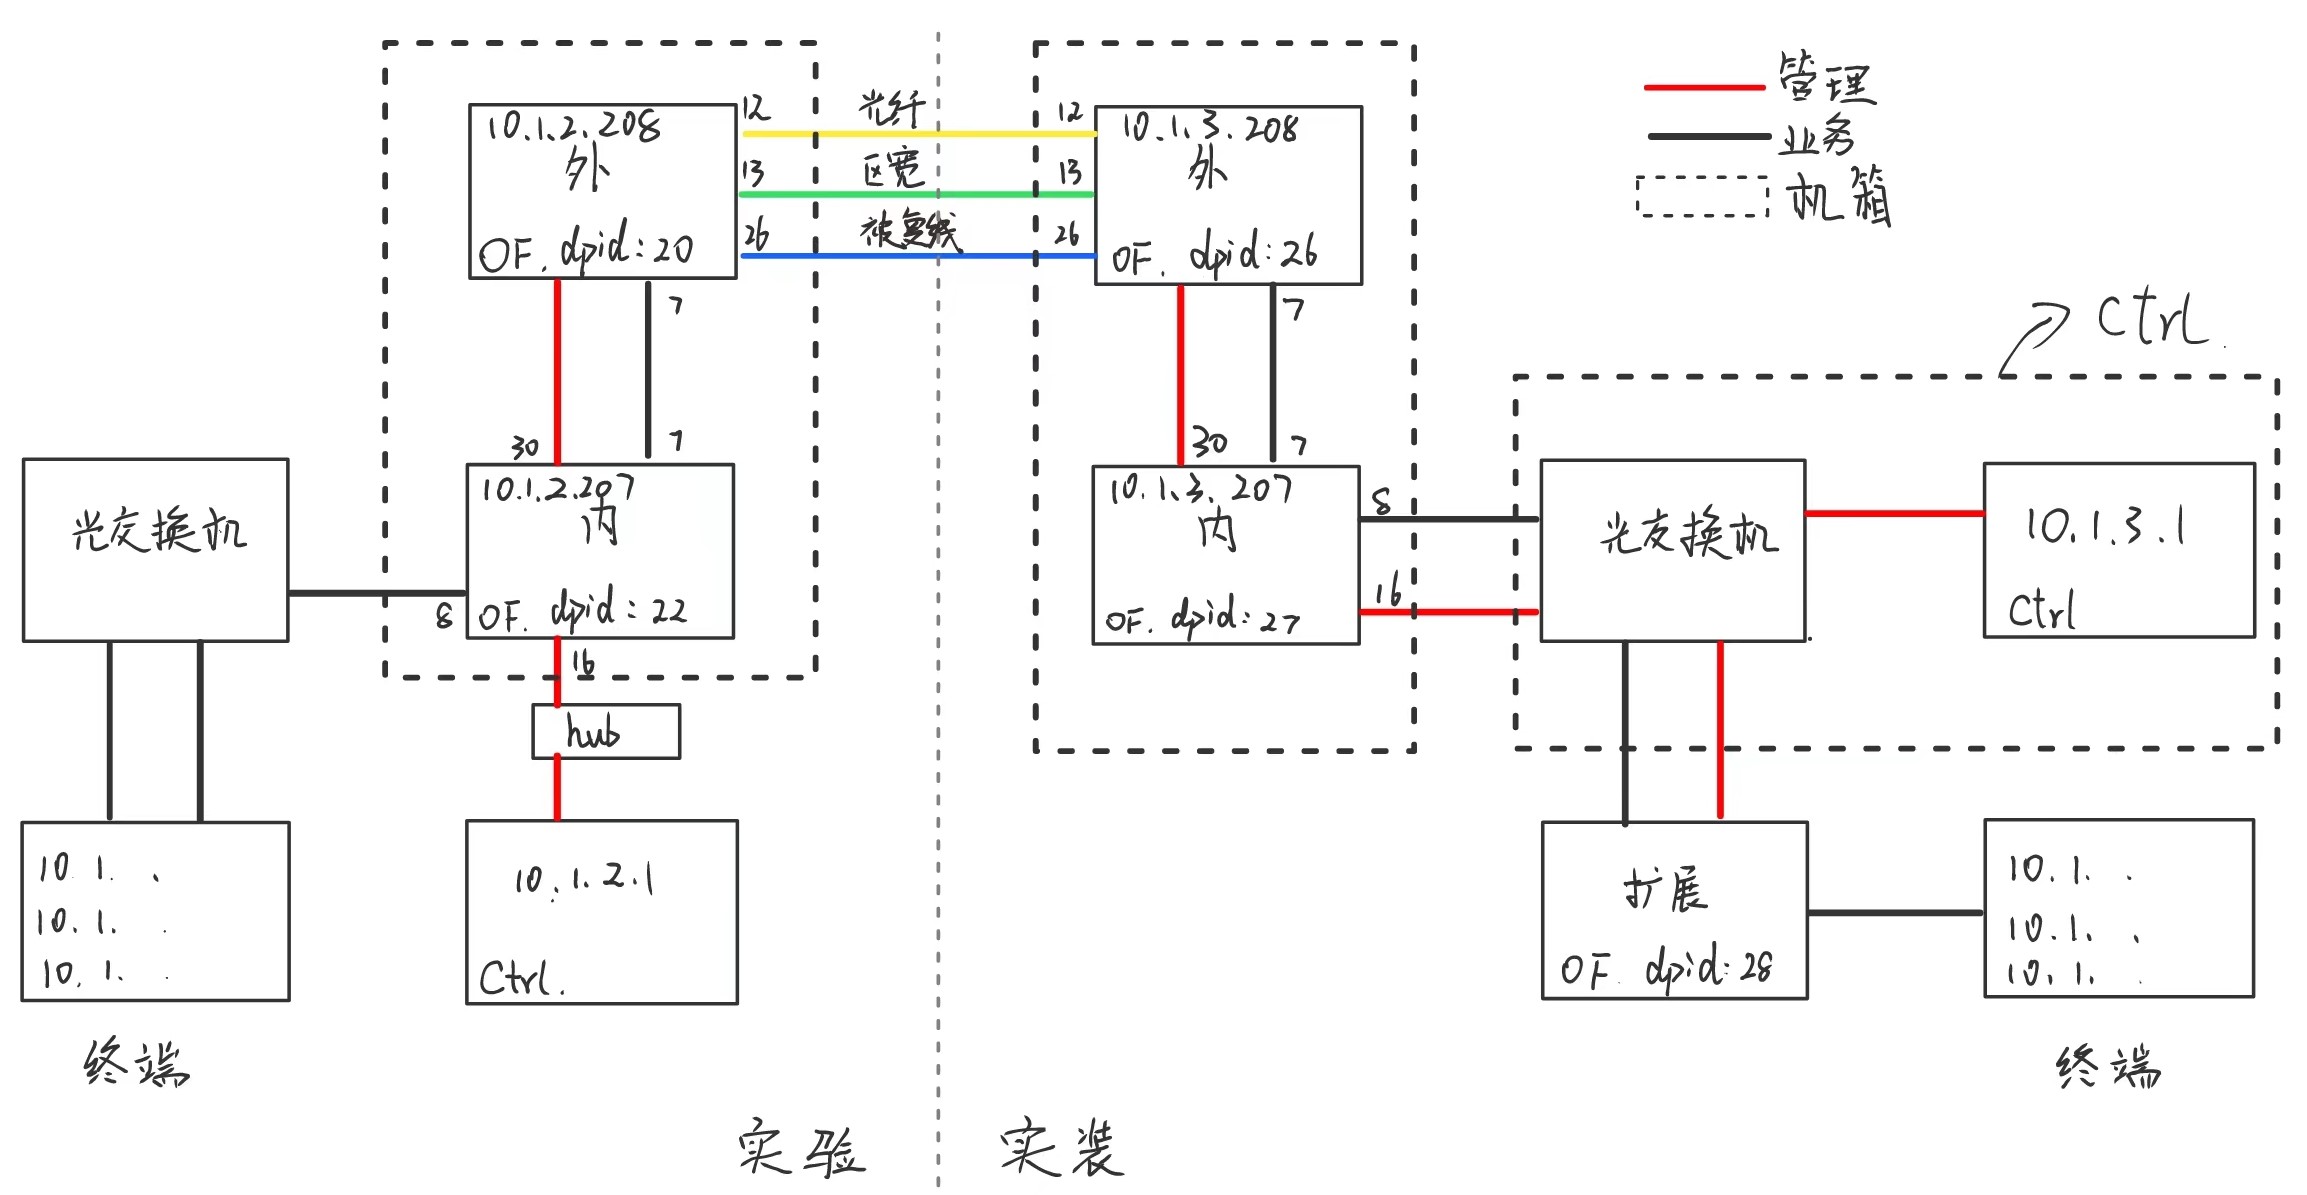 管理
业务
机箱
10.1.2.208
外
OF. dpid:20
12
13
26
光纤
区宽
被复线
12
13
26
10.1.3.208
外
OF. dpid:26
7
7
Ctrl.
30
7
30
7
光交换机
8
10.1.2.207
内
OF. dpid:22
16
hub
10.1.3.207
内
OF. dpid:27
8
16
光交换机
10.1.3.1
Ctrl
10.1. .
10.1. .
10.1. .
终端
10.1.2.1
Ctrl.
扩展
OF. dpid:28
10.1. .
10.1. .
10.1. .
终端
实验
实装